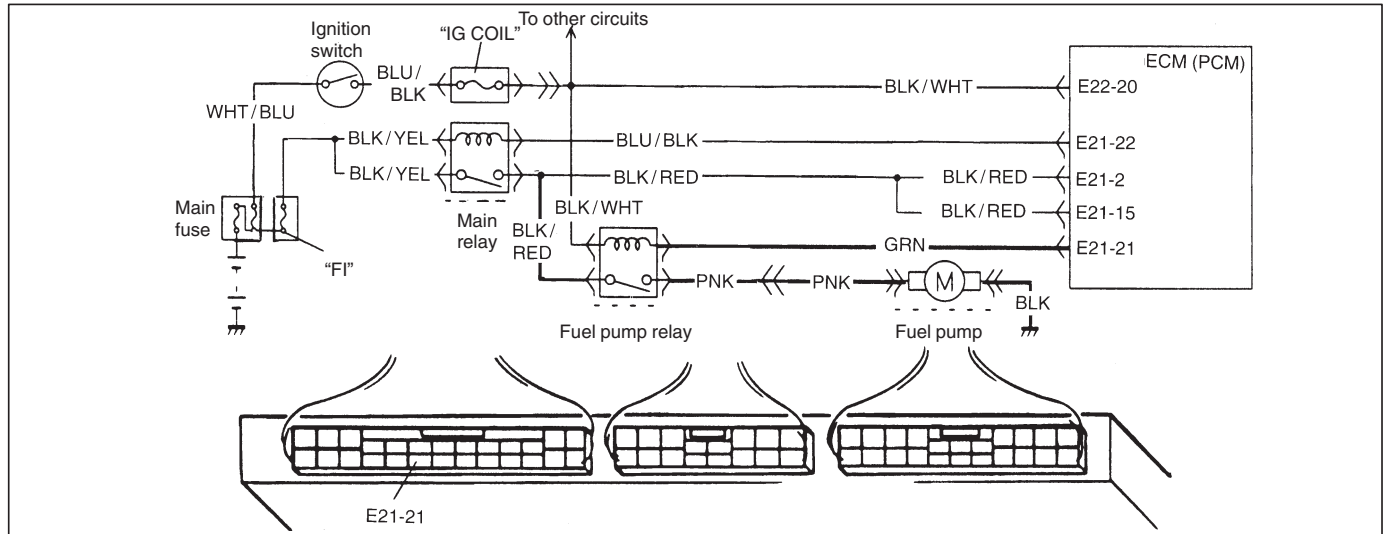 To other circuits
Ignition
switch
“IG COIL”
ECM (PCM)
BLU/
BLK
BLK/WHT
E22-20
WHT/BLU
BLK/YEL
BLU/BLK
E21-22
BLK/YEL
BLK/RED
BLK/RED
E21-2
Main
fuse
Main
relay
BLK/WHT
BLK/RED
E21-15
BLK/
RED
GRN
E21-21
“FI”
PNK
PNK
M
BLK
Fuel pump relay
Fuel pump
E21-21